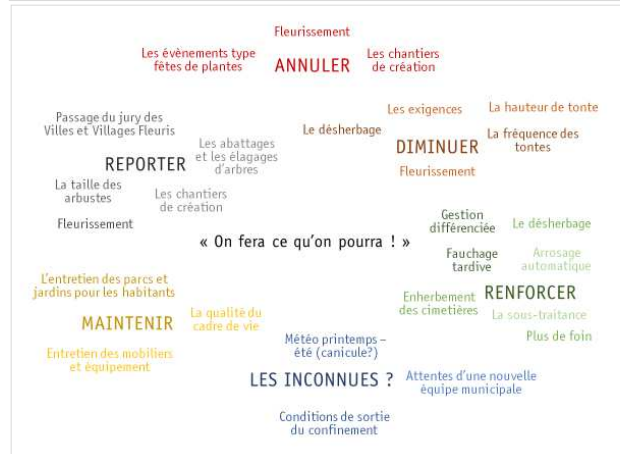 Fleurissement
Les évènements type
fêtes de plantes
ANNULER
Les chantiers
de création
Passage du jury des
Villes et Villages Fleuris
Les abattages
et les élagages
d'arbres
REPORTER
La taille des
arbustes
Les chantiers
de création
Fleurissement
Les exigences
La hauteur de tonte
Le désherbage
DIMINUER
La fréquence des
tontes
Fleurissement
« On fera ce qu'on pourra ! »
Gestion
différenciée
Le désherbage
Fauchage
tardive
Arrosage
automatique
Enherbement
des cimetières
RENFORCER
La sous-traitance
Plus de foin
L'entretien des parcs et
jardins pour les habitants
MAINTENIR
La qualité du
cadre de vie
Entretien des mobiliers
et équipement
Météo printemps –
été (canicule?)
LES INCONNUES ?
Attentes d'une nouvelle
équipe municipale
Conditions de sortie
du confinement